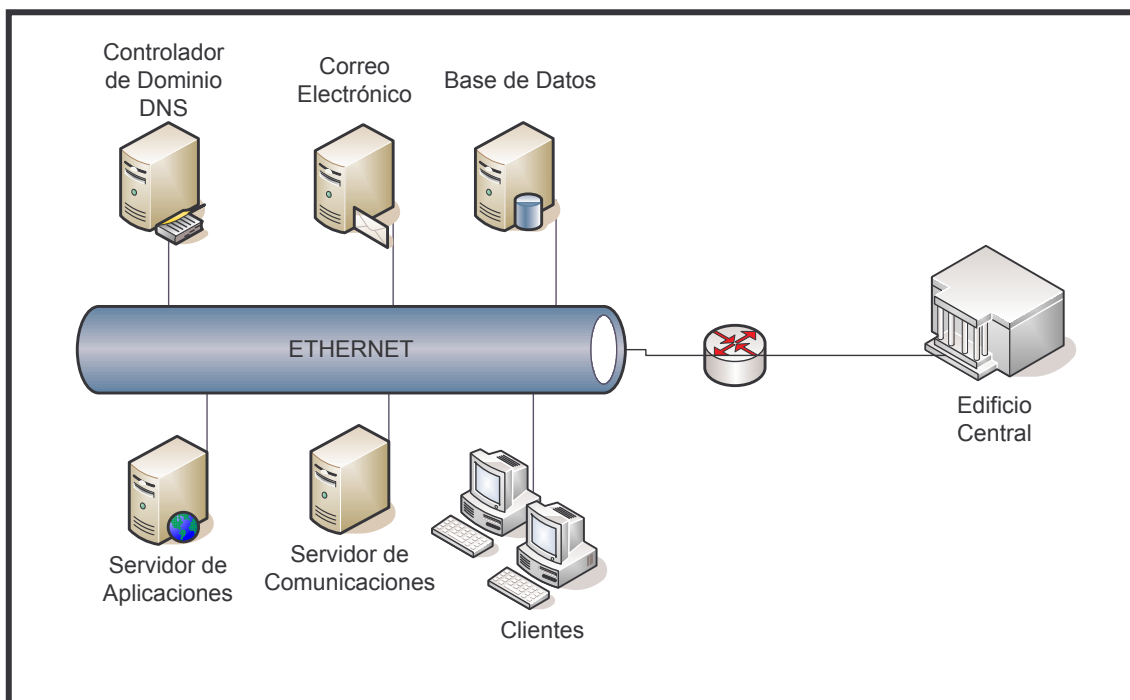 Controlador
de Dominio
DNS
Correo
Electrónico
Base de Datos
ETHERNET
Edificio
Central
Servidor de
Aplicaciones
Servidor de
Comunicaciones
Clientes